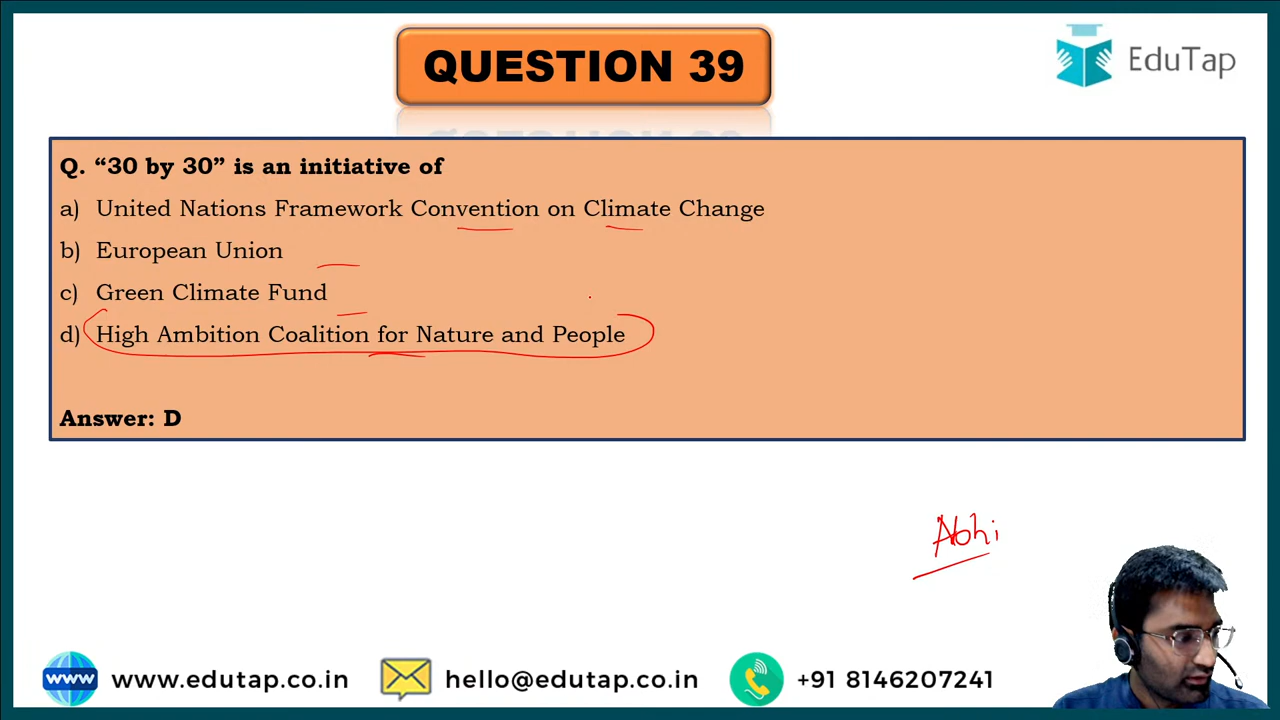 QUESTION 39
EduTap
Q. “30 by 30” is an initiative of
a) United Nations Framework Convention on Climate Change
b) European Union
c) Green Climate Fund
d) High Ambition Coalition for Nature and People
Answer: D
Abhi
www www.edutap.co.in hello@edutap.co.in +91 8146207241